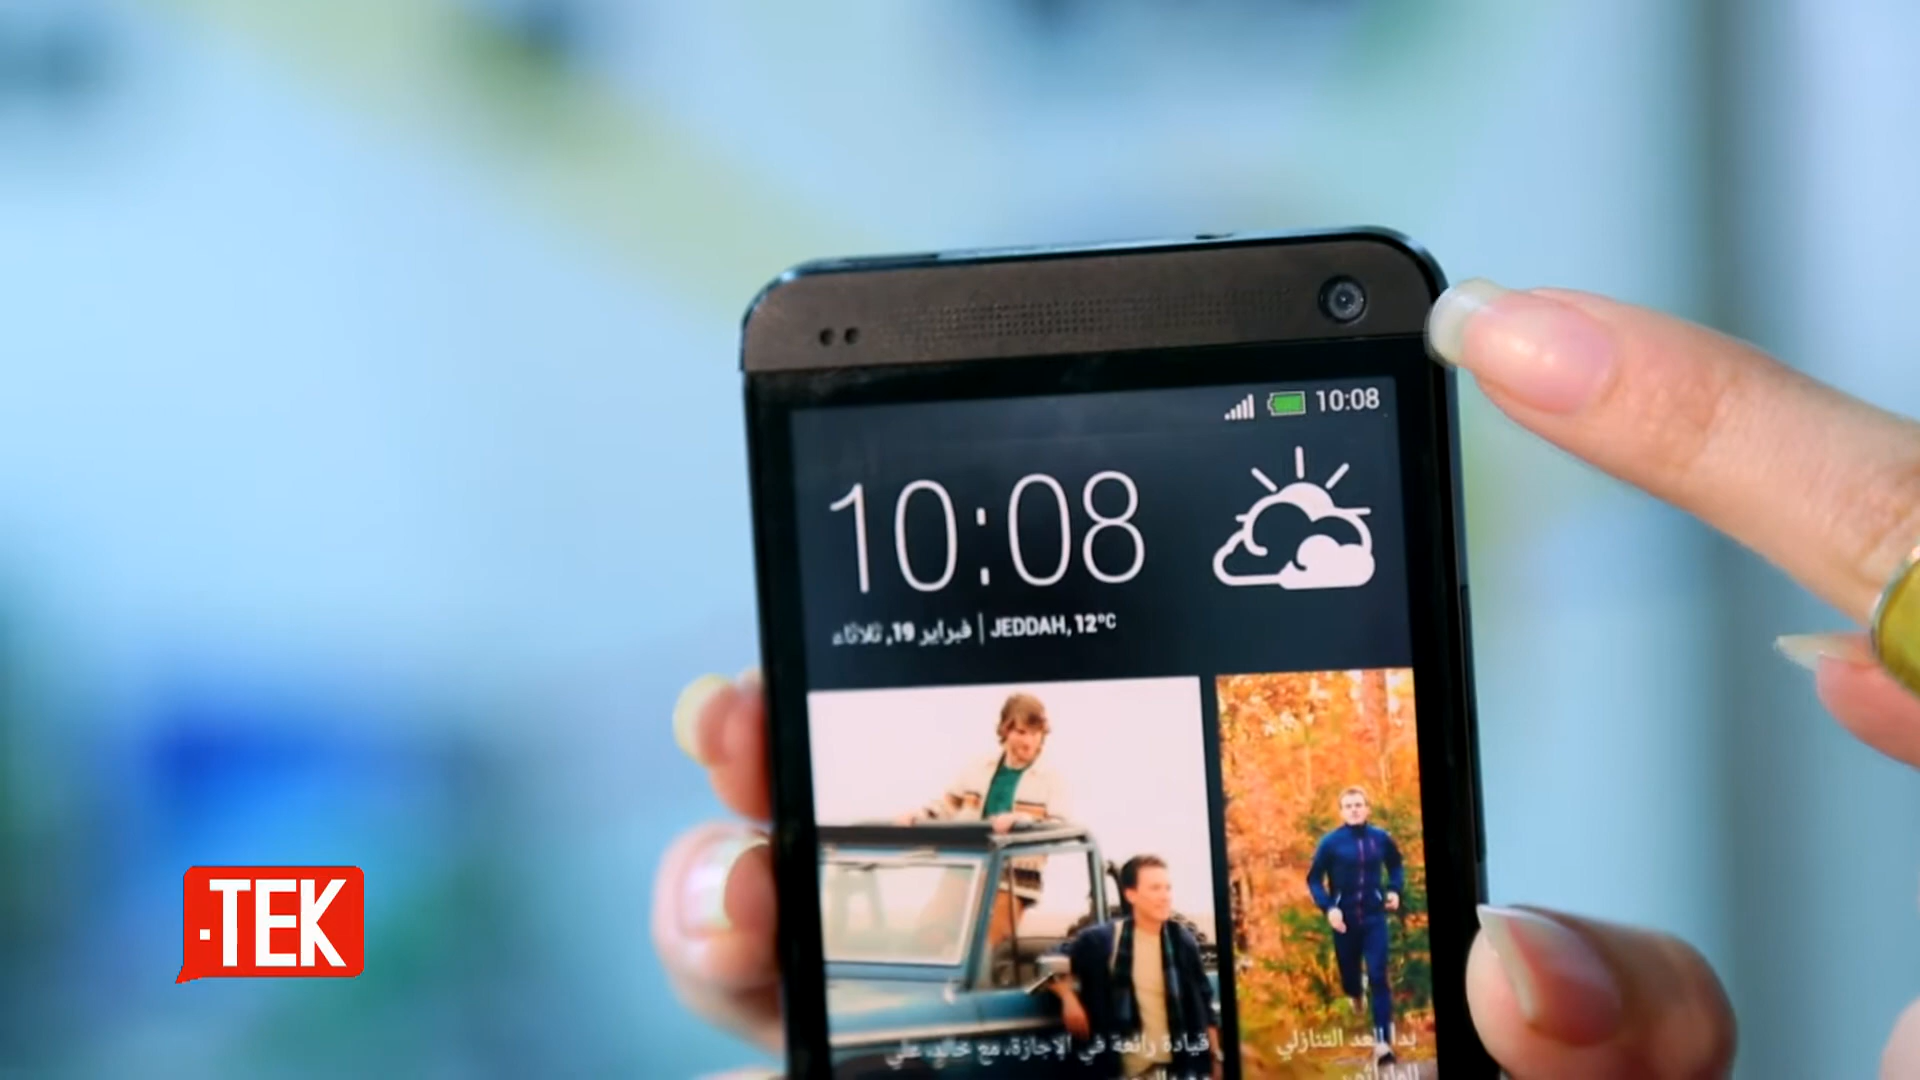 10:08
10:08
فبراير 19, ثلاثاء | JEDDAH, 12°C
قيادة رائعة في الإجازة، مع خالد، علي
بدأ العد التنازلي
.TEK